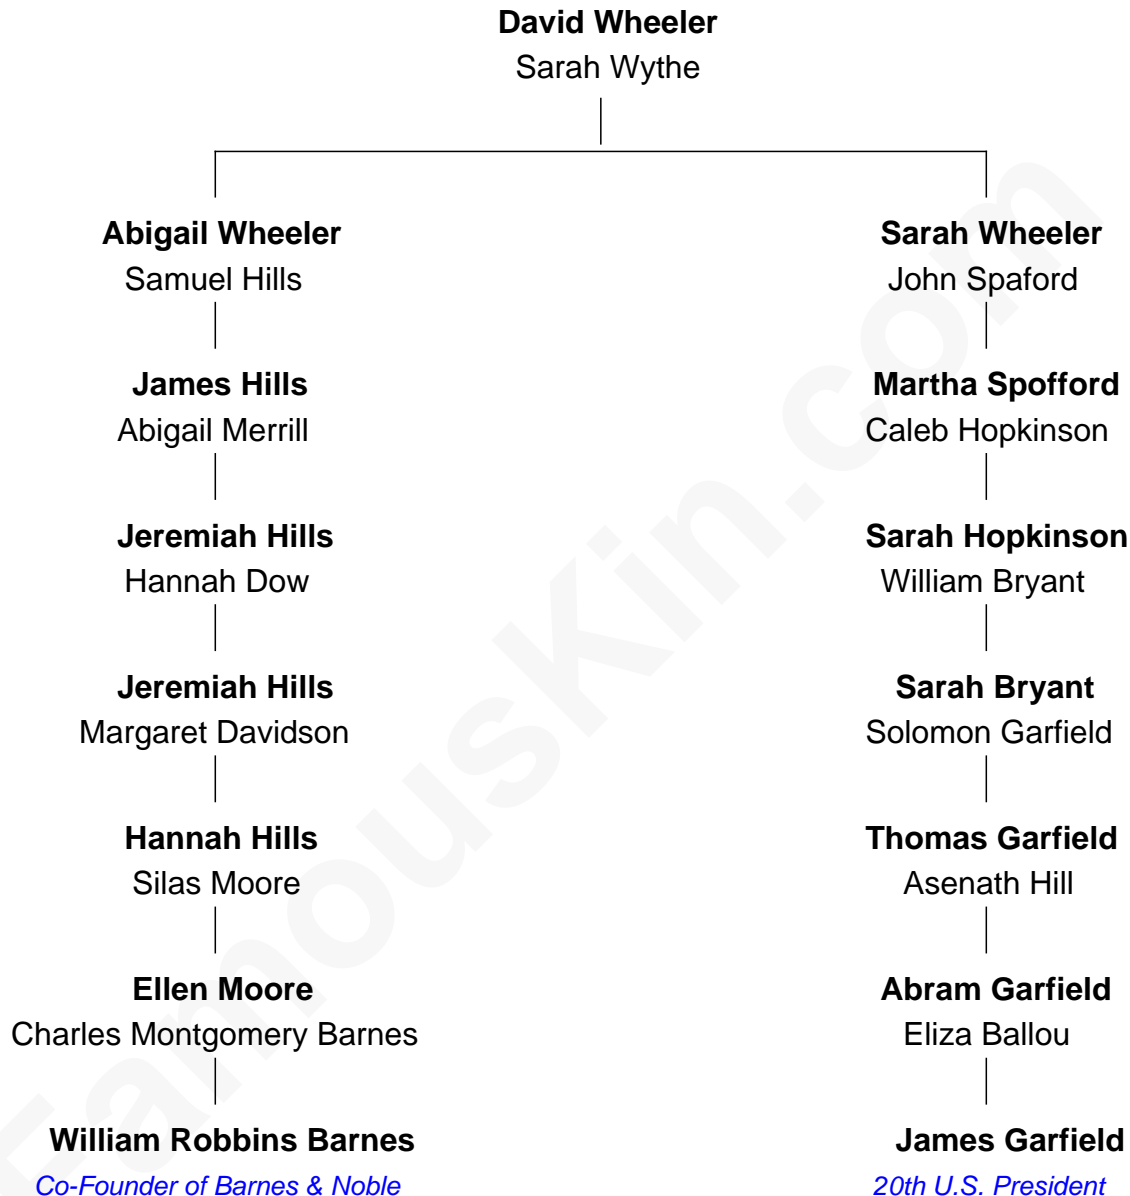 David Wheeler
Sarah Wythe
Abigail Wheeler
Samuel Hills
James Hills
Abigail Merrill
Jeremiah Hills
Hannah Dow
Jeremiah Hills
Margaret Davidson
Hannah Hills
Silas Moore
Ellen Moore
Charles Montgomery Barnes
William Robbins Barnes
Co-Founder of Barnes & Noble
Sarah Wheeler
John Spaford
Martha Spofford
Caleb Hopkinson
Sarah Hopkinson
William Bryant
Sarah Bryant
Solomon Garfield
Thomas Garfield
Asenath Hill
Abram Garfield
Eliza Ballou
James Garfield
20th U.S. President
FamousKin.com